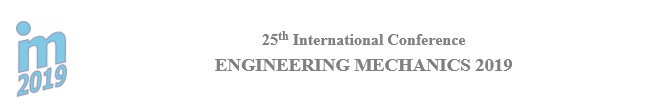 im
2019
25th International Conference
ENGINEERING MECHANICS 2019